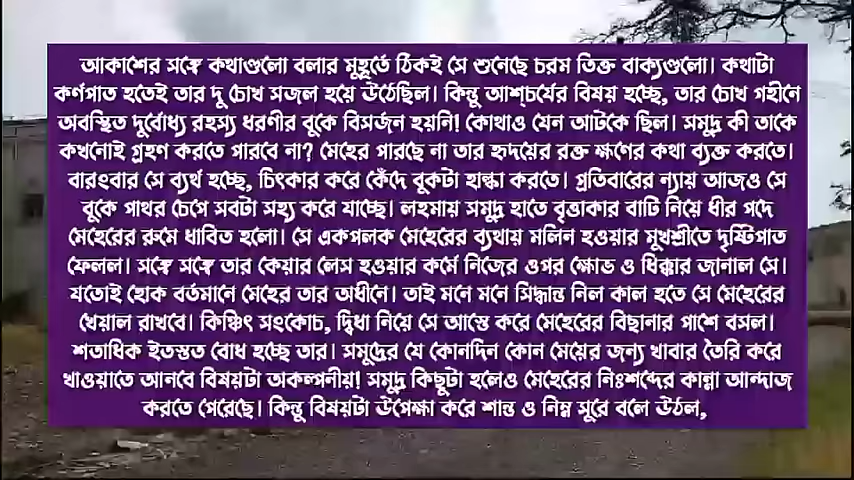 আকাশের সঙ্গে কথাগুলো বলার মুহূর্তে ঠিকই সে শুনেছে চরম তিক্ত বাক্যগুলো। কথাটা
কর্ণপাত হতেই তার দু চোখ সজল হয়ে উঠেছিল। কিন্তু আশ্চর্যের বিষয় হচ্ছে, তার চোখ গহীনে
অবস্থিত দুর্বোধ্য রহস্য ধরণীর বুকে বিসর্জন হয়নি! কোথাও যেন আটকে ছিল। সমুদ্র কী তাকে
কখনোই গ্রহণ করতে পারবে না? মেহের পারছে না তার হৃদয়ের রক্ত ক্ষণের কথা ব্যক্ত করতে।
বারংবার সে ব্যর্থ হচ্ছে, চিৎকার করে কেঁদে বুকটা হাল্কা করতে। প্রতিবারের ন্যায় আজও সে
বুকে পাথর চেপে সবটা সহ্য করে যাচ্ছে। লহমায় সমুদ্র হাতে বৃত্তাকার বাটি নিয়ে ধীর পদে
মেহেরের রুমে ধাবিত হলো। সে একপলক মেহেরের ব্যথায় মলিন হওয়ার মুখশ্রীতে দৃষ্টিপাত
ফেলল। সঙ্গে সঙ্গে তার কেয়ার লেস হওয়ার কর্মে নিজের ওপর ক্ষোভ ও ধিক্কার জানাল সে।
যতোই হোক বর্তমানে মেহের তার অধীনে। তাই মনে মনে সিদ্ধান্ত নিল কাল হতে সে মেহেরের
খেয়াল রাখবে। কিঞ্চিৎ সংকোচ, দ্বিধা নিয়ে সে আস্তে করে মেহেরের বিছানার পাশে বসল।
শতাধিক ইতস্তত বোধ হচ্ছে তার। সমুদ্রের যে কোনদিন কোন মেয়ের জন্য খাবার তৈরি করে
খাওয়াতে আনবে বিষয়টা অকল্পনীয়! সমুদ্র কিছুটা হলেও মেহেরের নিঃশব্দের কান্না আন্দাজ
করতে পেরেছে। কিন্তু বিষয়টা উপেক্ষা করে শান্ত ও নিম্ন সূরে বলে উঠল,